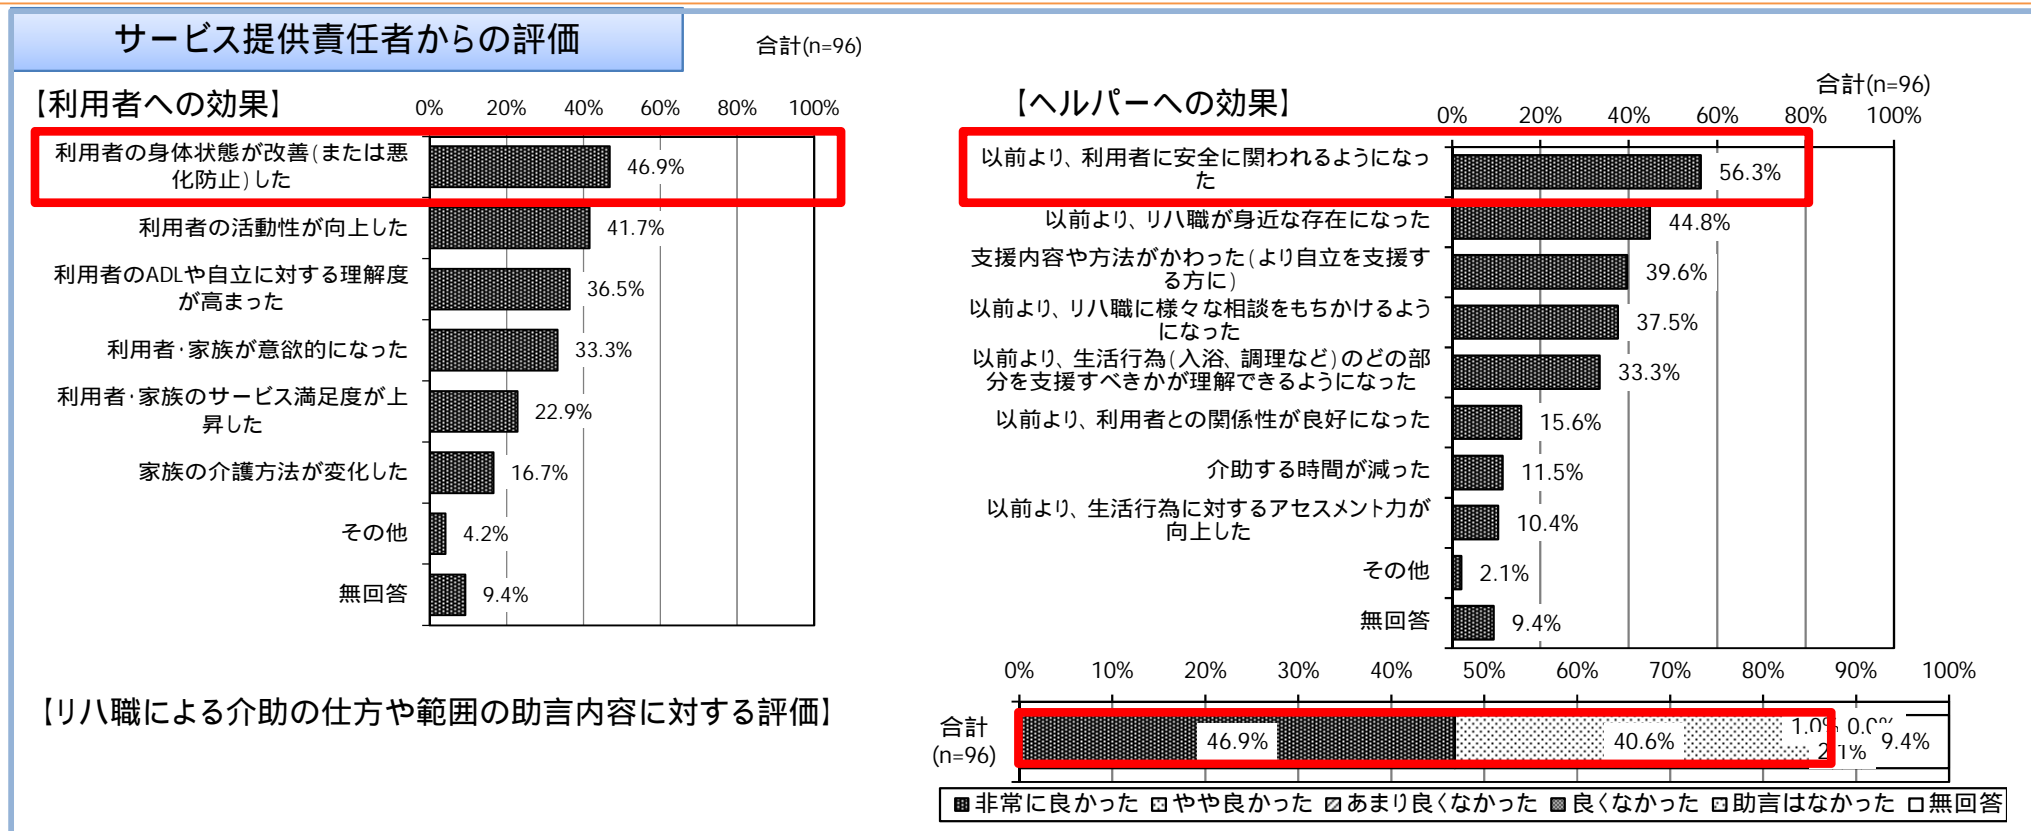 サービス提供責任者からの評価
合計(n=96)
【利用者への効果】
0% 20% 40% 60% 80% 100%
利用者の身体状態が改善(または悪
化防止)した
46.9%
利用者の活動性が向上した
41.7%
利用者のADLや自立に対する理解度
が高まった
36.5%
利用者・家族が意欲的になった
33.3%
利用者・家族のサービス満足度が上
昇した
22.9%
家族の介護方法が変化した
16.7%
その他
4.2%
無回答
9.4%
【ヘルパーへの効果】
合計(n=96)
0% 20% 40% 60% 80% 100%
以前より、利用者に安全に関われるようになっ
た
56.3%
以前より、リハ職が身近な存在になった
44.8%
支援内容や方法がかわった(より自立を支援す
る方に)
39.6%
以前より、リハ職に様々な相談をもちかけるよう
になった
37.5%
以前より、生活行為(入浴、調理など)のどの部
分を支援すべきかが理解できるようになった
33.3%
以前より、利用者との関係性が良好になった
15.6%
介助する時間が減った
11.5%
以前より、生活行為に対するアセスメント力が
向上した
10.4%
その他
2.1%
無回答
9.4%
【リハ職による介助の仕方や範囲の助言内容に対する評価】
0% 10% 20% 30% 40% 50% 60% 70% 80% 90% 100%
合計
(n=96)
46.9% 40.6% 1.0% 0.0% 2.1% 9.4%
非常に良かった やや良かった あまり良くなかった 良くなかった 助言はなかった 無回答